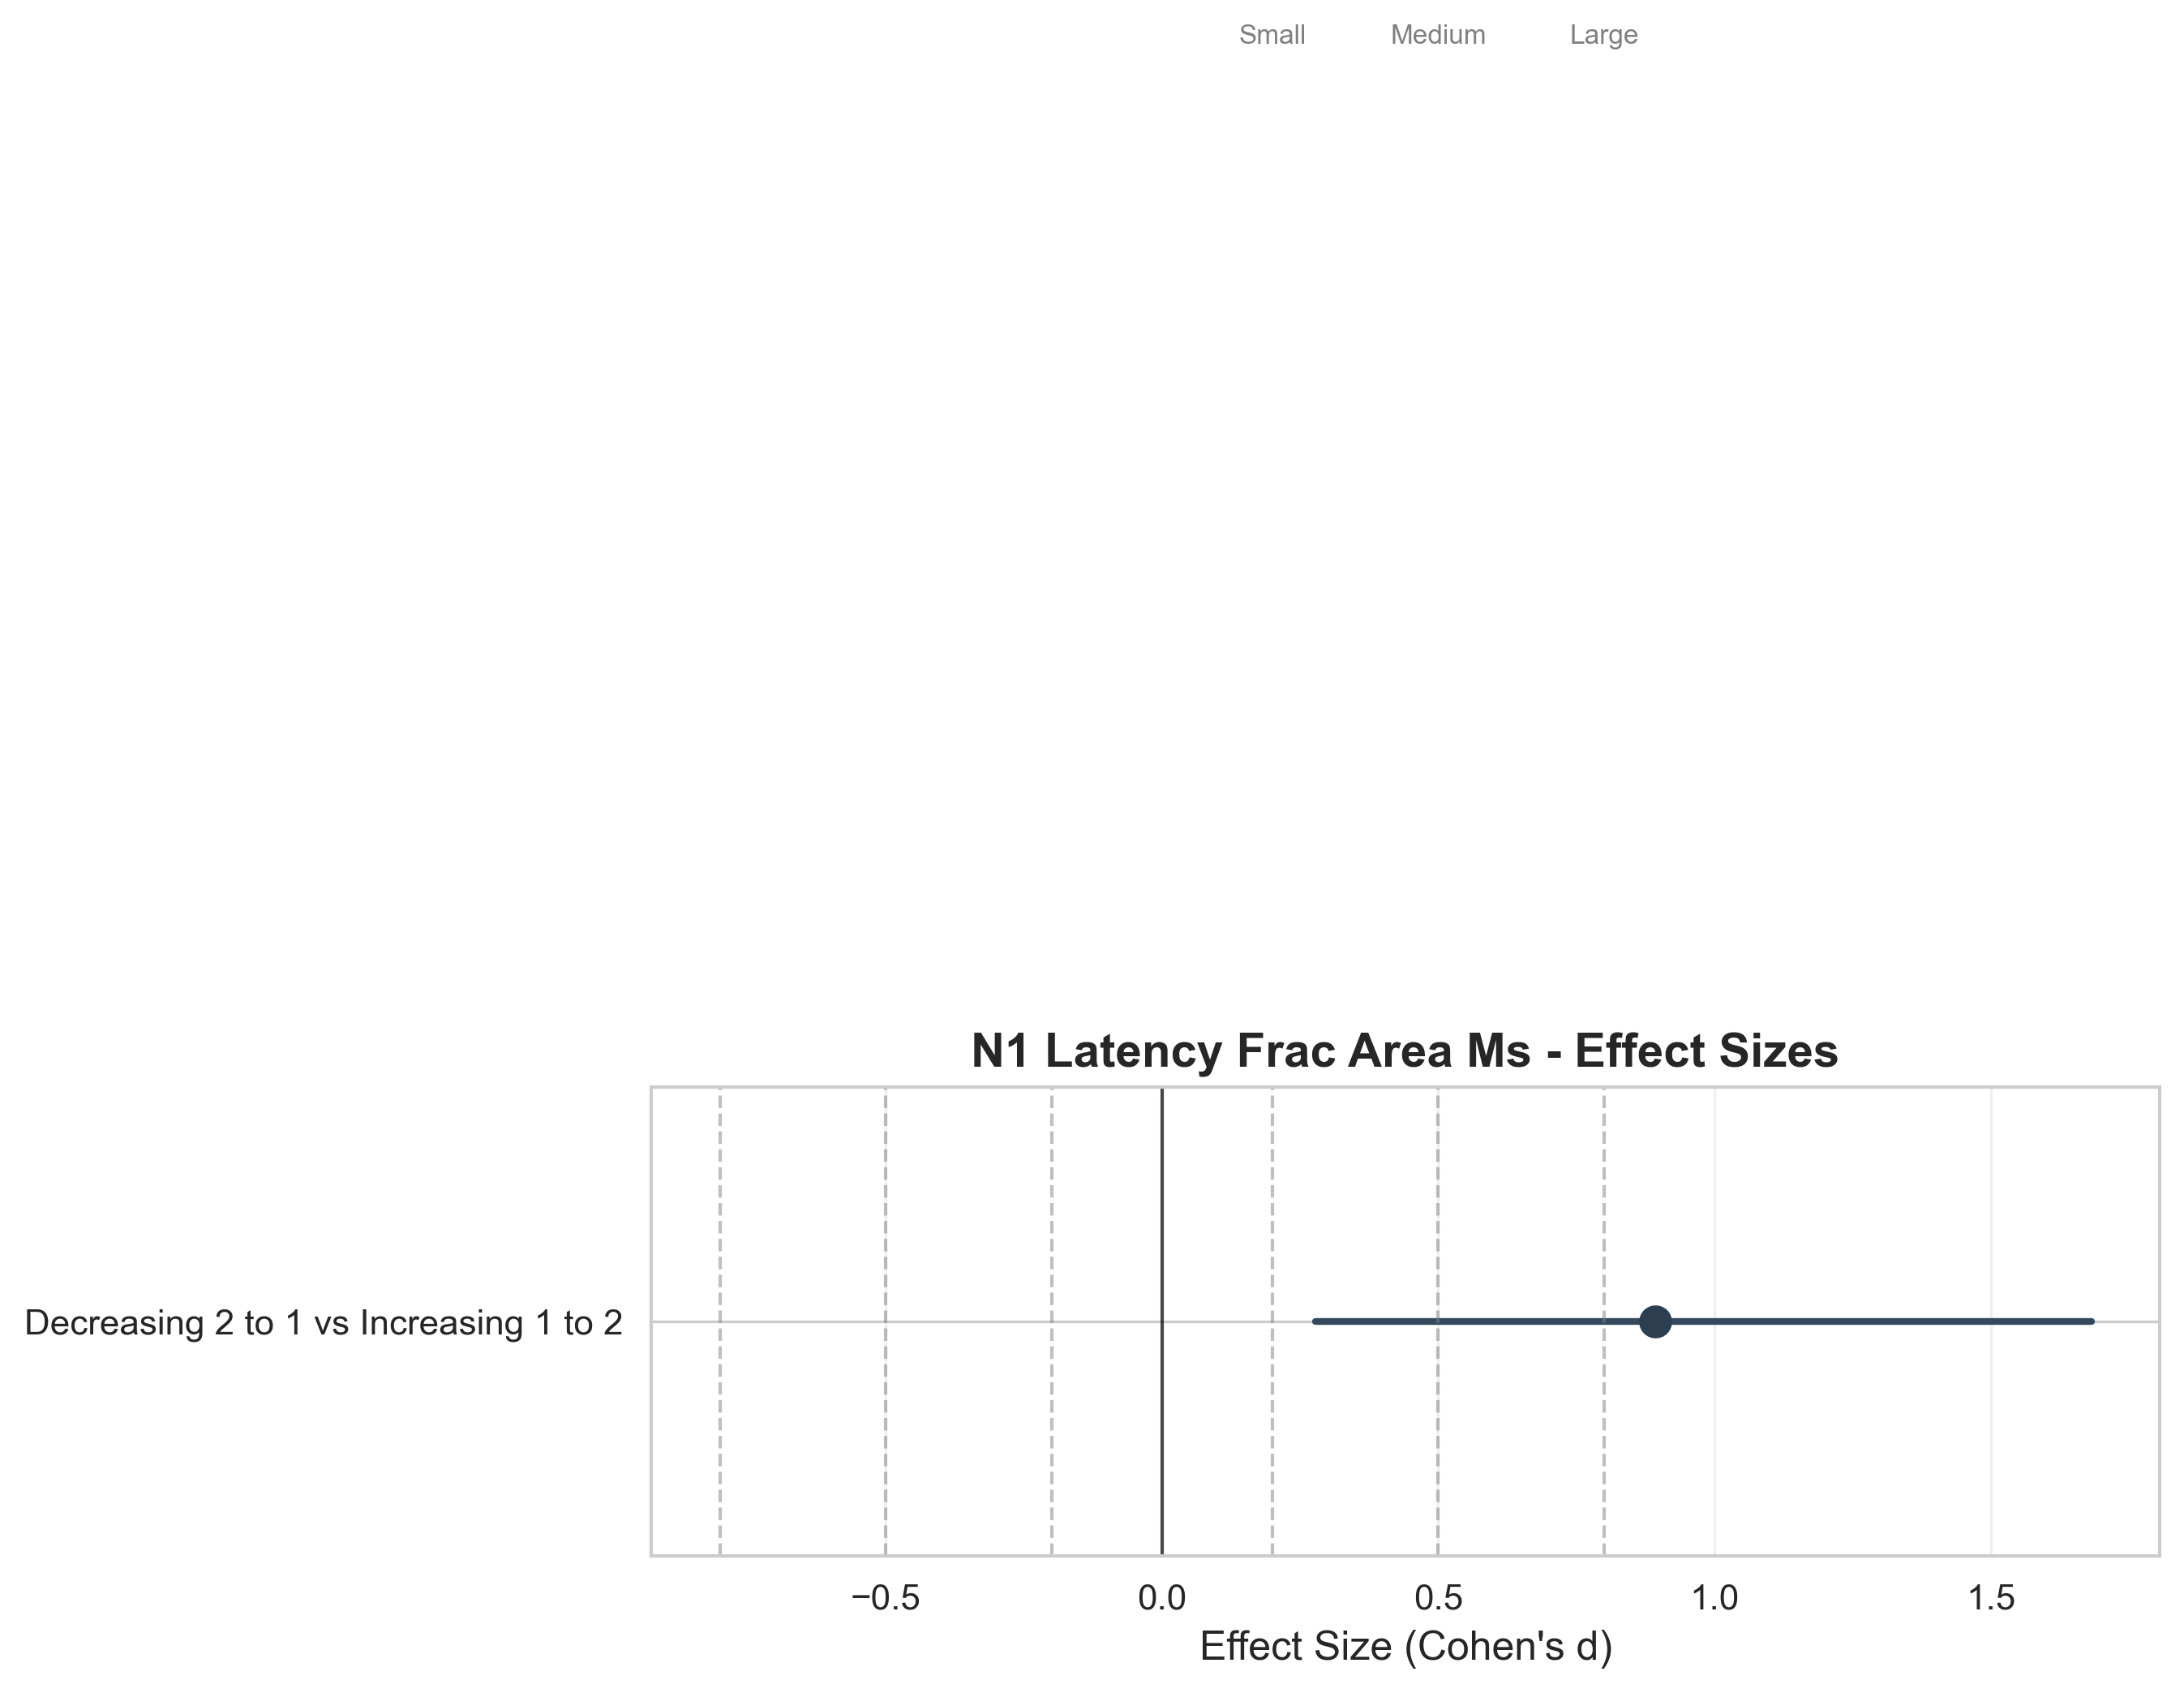 Small Medium Large
N1 Latency Frac Area Ms - Effect Sizes
Decreasing 2 to 1 vs Increasing 1 to 2
−0.5 0.0 0.5 1.0 1.5
Effect Size (Cohen's d)